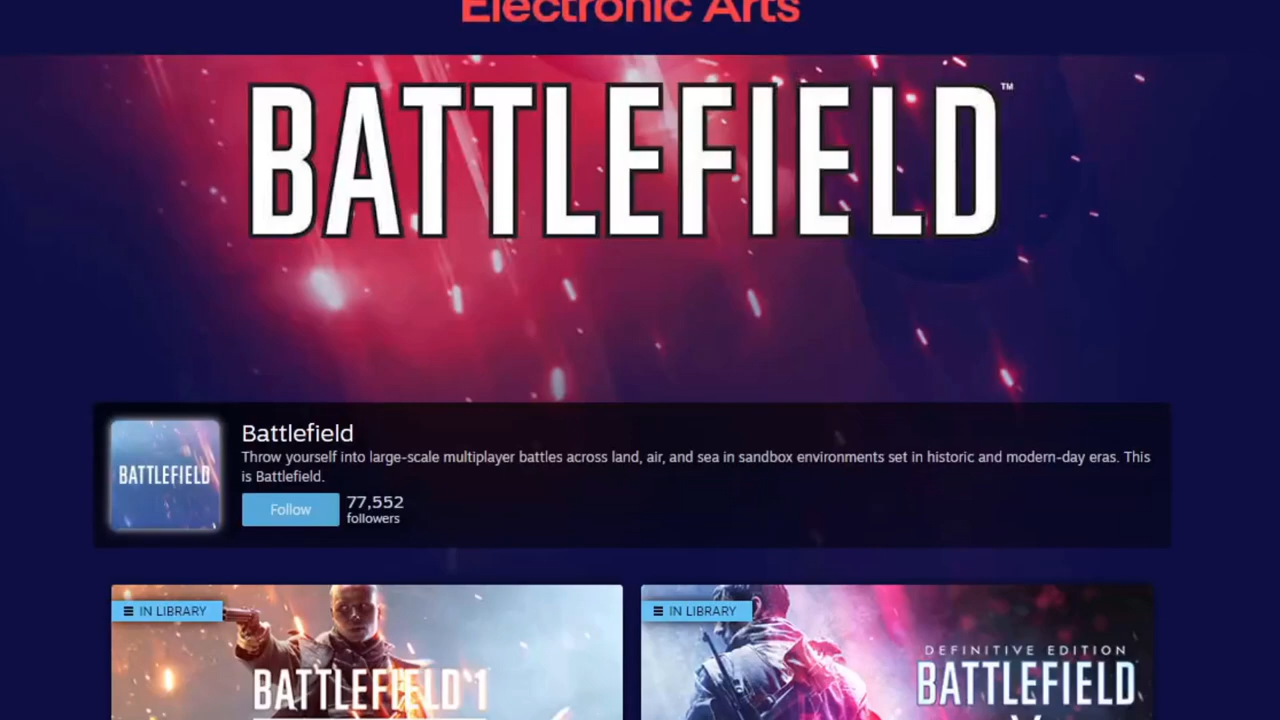 Electronic Arts
BATTLEFIELD™
Battlefield
Throw yourself into large-scale multiplayer battles across land, air, and sea in sandbox environments set in historic and modern-day eras. This
is Battlefield.
BATTLEFIELD
Follow
77,552
followers
IN LIBRARY
IN LIBRARY
BATTLEFIELD 1
DEFINITIVE EDITION
BATTLEFIELD